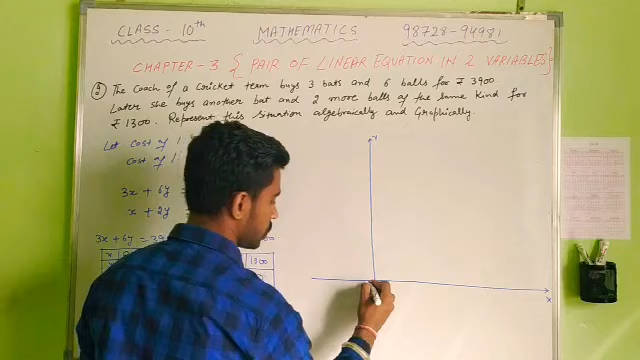 CLASS - 10th MATHEMATICS 98728-94981
CHAPTER-3 { PAIR OF LINEAR EQUATION IN 2 VARIABLES}
The Coach of a Cricket team buys 3 bats and 6 balls for ₹ 3900
Later she buys another bat and 2 more balls of the same kind for
₹ 1300. Represent this situation algebraically and Graphically.
Let cost of 1
cost of 1
3x + 6y =
x + 2y
3x + 6y = 39
x
1300
Y
X